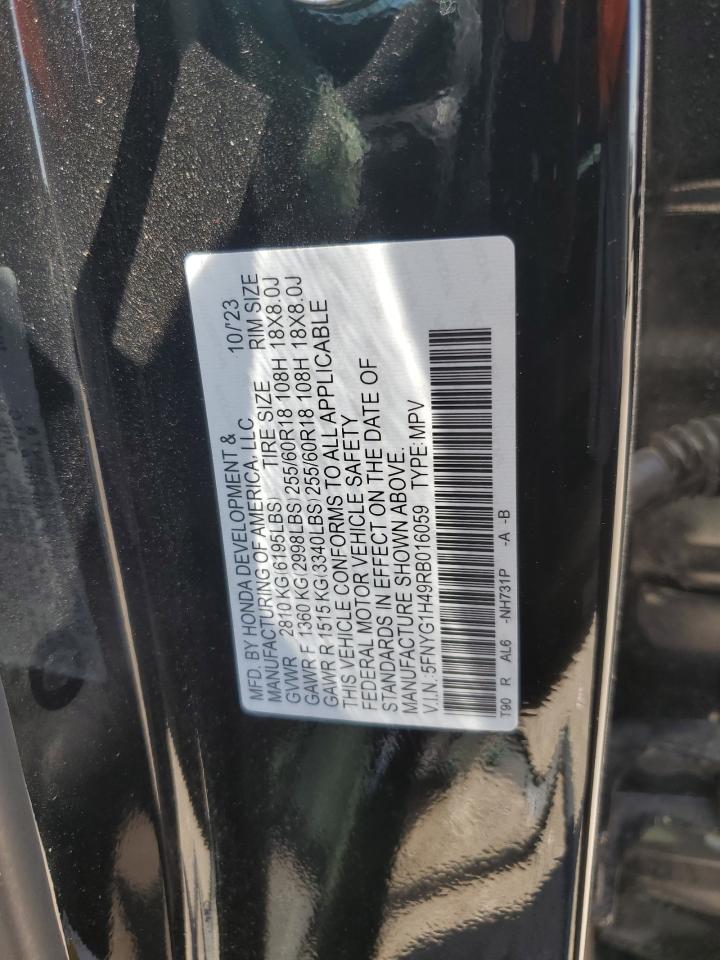 MFD. BY HONDA DEVELOPMENT &
MANUFACTURING OF AMERICA, LLC 10/'23
GVWR 2810 KG(6195LBS) TIRE SIZE RIM SIZE
GAWR F 1360 KG(2998LBS) 255/60R18 108H 18X8.0J
GAWR R 1515 KG(3340LBS) 255/60R18 108H 18X8.0J
THIS VEHICLE CONFORMS TO ALL APPLICABLE
FEDERAL MOTOR VEHICLE SAFETY
STANDARDS IN EFFECT ON THE DATE OF
MANUFACTURE SHOWN ABOVE.
V.I.N.:5FNYG1H49RB016059 TYPE:MPV
T90 R AL6 -NH731P -A -B